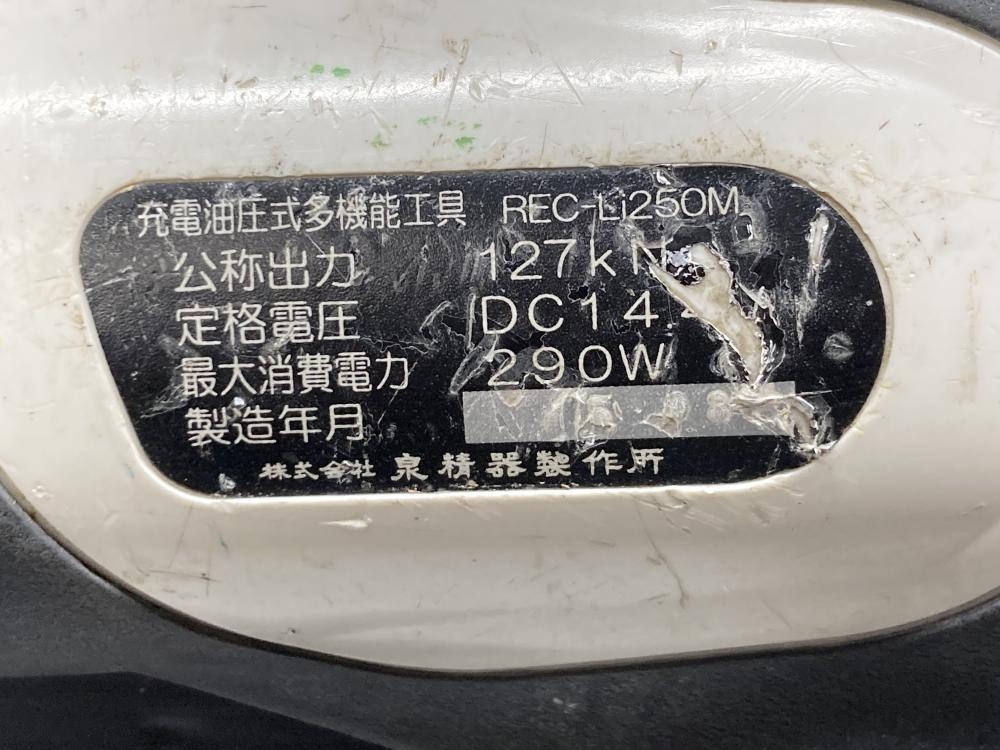 充電油圧式多機能工具 REC-Li250M
公称出力 127kN
定格電圧 DC14.4
最大消費電力 290W
製造年月
株式会社 泉精器製作所